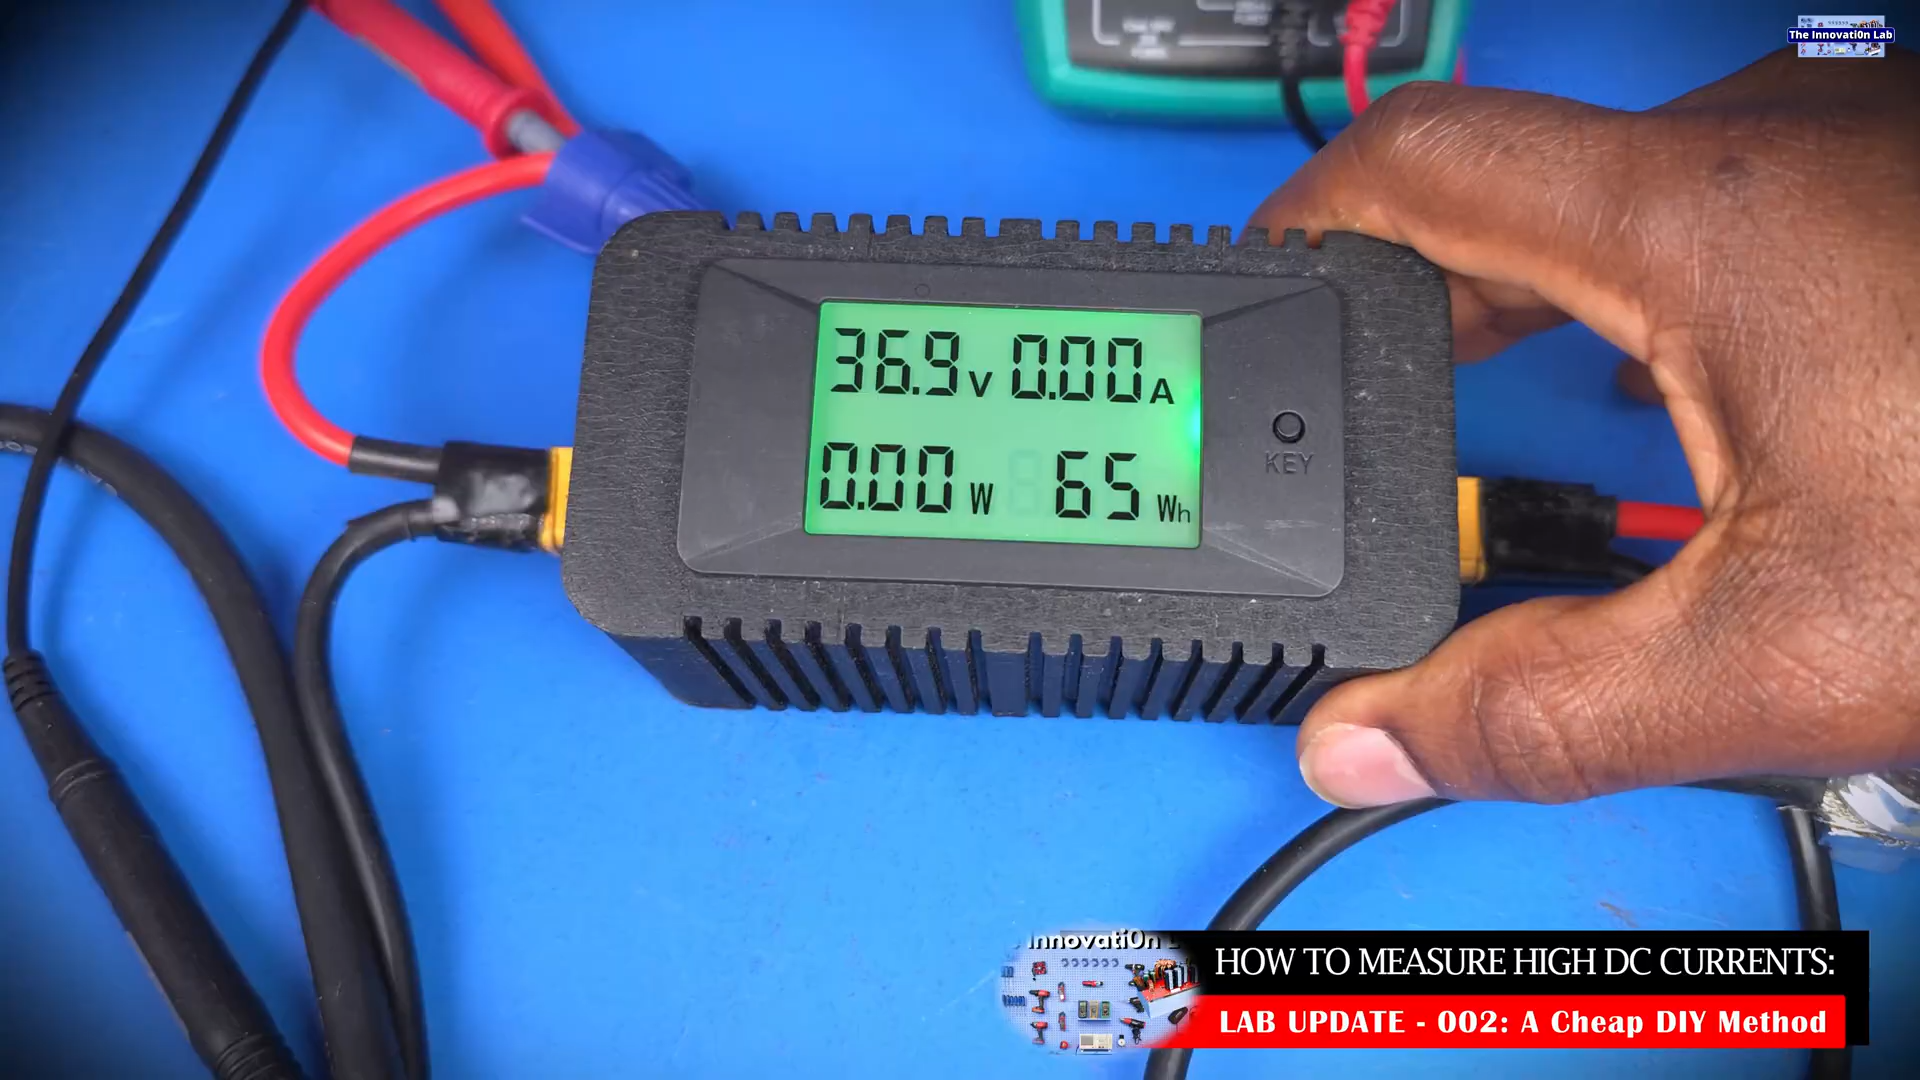 The Innovati0n Lab
36.9 V 0.00 A
0.00 W 65 Wh
KEY
Innovati0n
HOW TO MEASURE HIGH DC CURRENTS:
LAB UPDATE - 002: A Cheap DIY Method